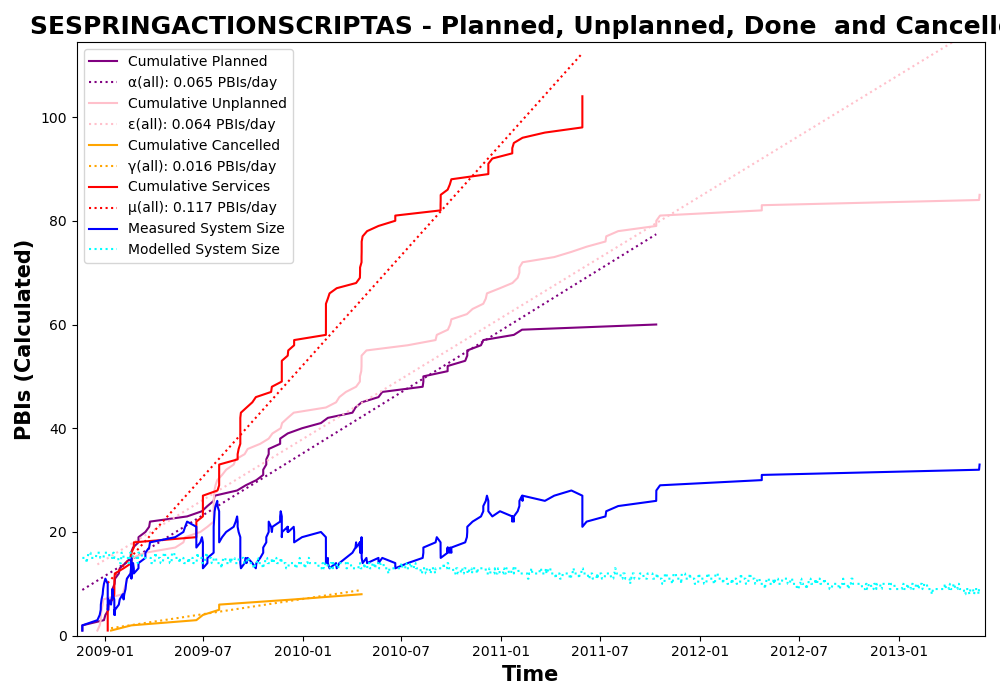 SESPRINGACTIONSCRIPTAS - Planned, Unplanned, Done and Cancelle
Cumulative Planned
α(all): 0.065 PBIs/day
Cumulative Unplanned
ε(all): 0.064 PBIs/day
Cumulative Cancelled
γ(all): 0.016 PBIs/day
Cumulative Services
μ(all): 0.117 PBIs/day
Measured System Size
Modelled System Size
PBIs (Calculated)
100
80
60
40
20
0
2009-01 2009-07 2010-01 2010-07 2011-01 2011-07 2012-01 2012-07 2013-01
Time